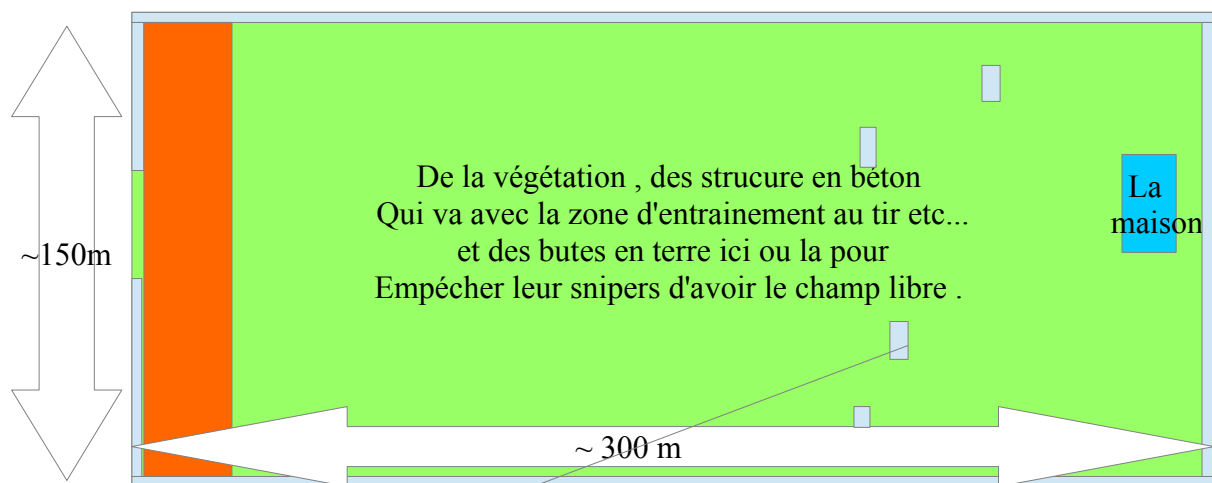 De la végétation , des strucure en béton
Qui va avec la zone d'entrainement au tir etc...
et des butes en terre ici ou la pour
Empécher leur snipers d'avoir le champ libre .
La
maison
~150m
~ 300 m